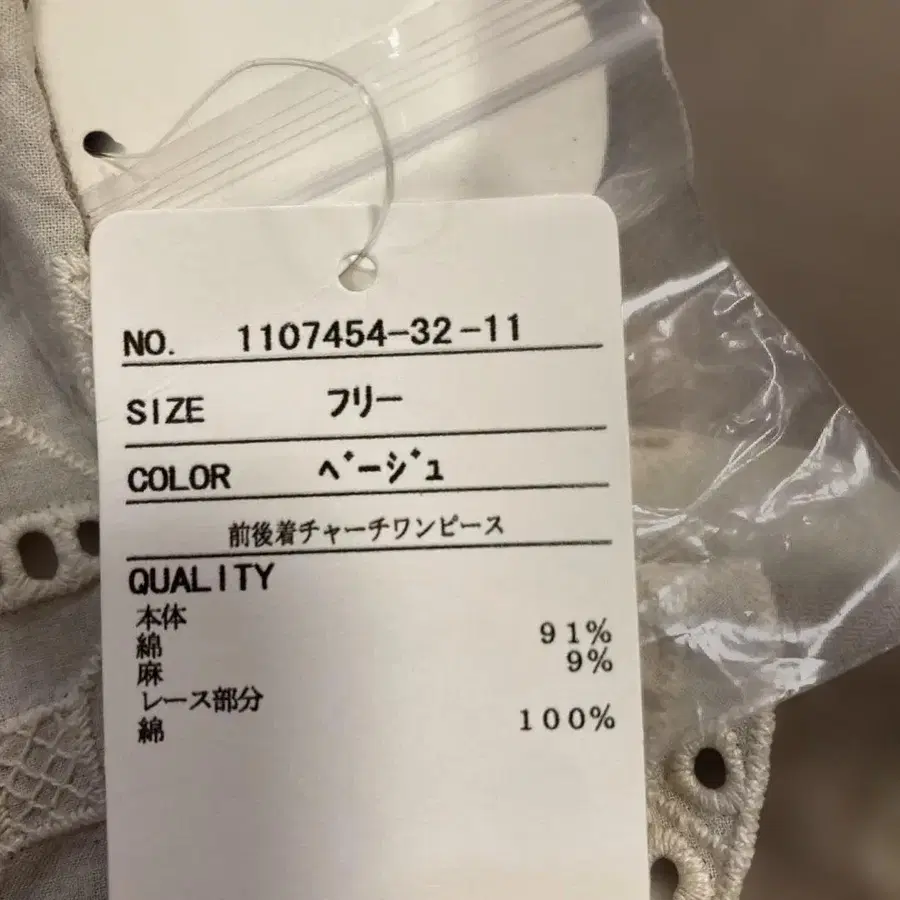 NO. 1107454-32-11
SIZE フリー
COLOR ベージュ
前後着チャーチワンピース
QUALITY
本体
綿 91%
麻 9%
レース部分
綿 100%